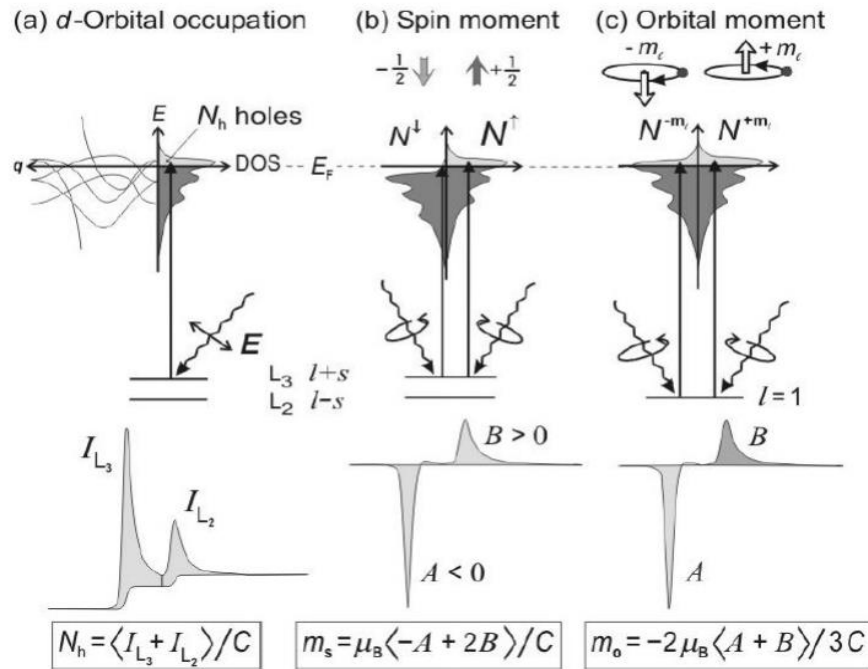 (a) d-Orbital occupation
(b) Spin moment
(c) Orbital moment
-1/2
+1/2
- mℓ
+ mℓ
E
Nh holes
N↓
N↑
N-mℓ
N+mℓ
q
DOS
EF
E
L3 l+s
L2 l–s
l = 1
IL3
IL2
B > 0
A < 0
B
A
Nh = ⟨IL3 + IL2⟩/C
ms = μB⟨-A + 2B⟩/C
mo = -2μB⟨A + B⟩/3C